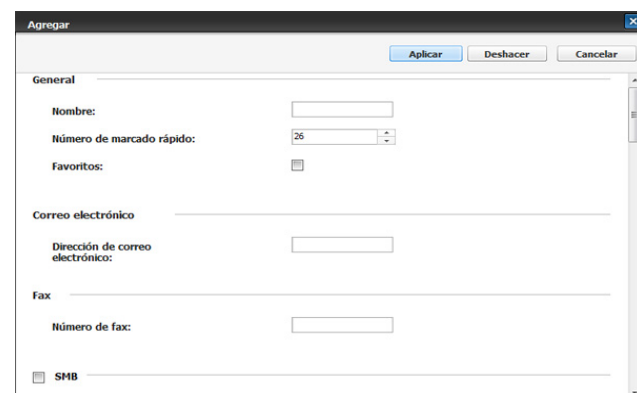 Agregar
Aplicar Deshacer Cancelar
General
Nombre:
Número de marcado rápido: 26
Favoritos:
Correo electrónico
Dirección de correo
electrónico:
Fax
Número de fax:
SMB